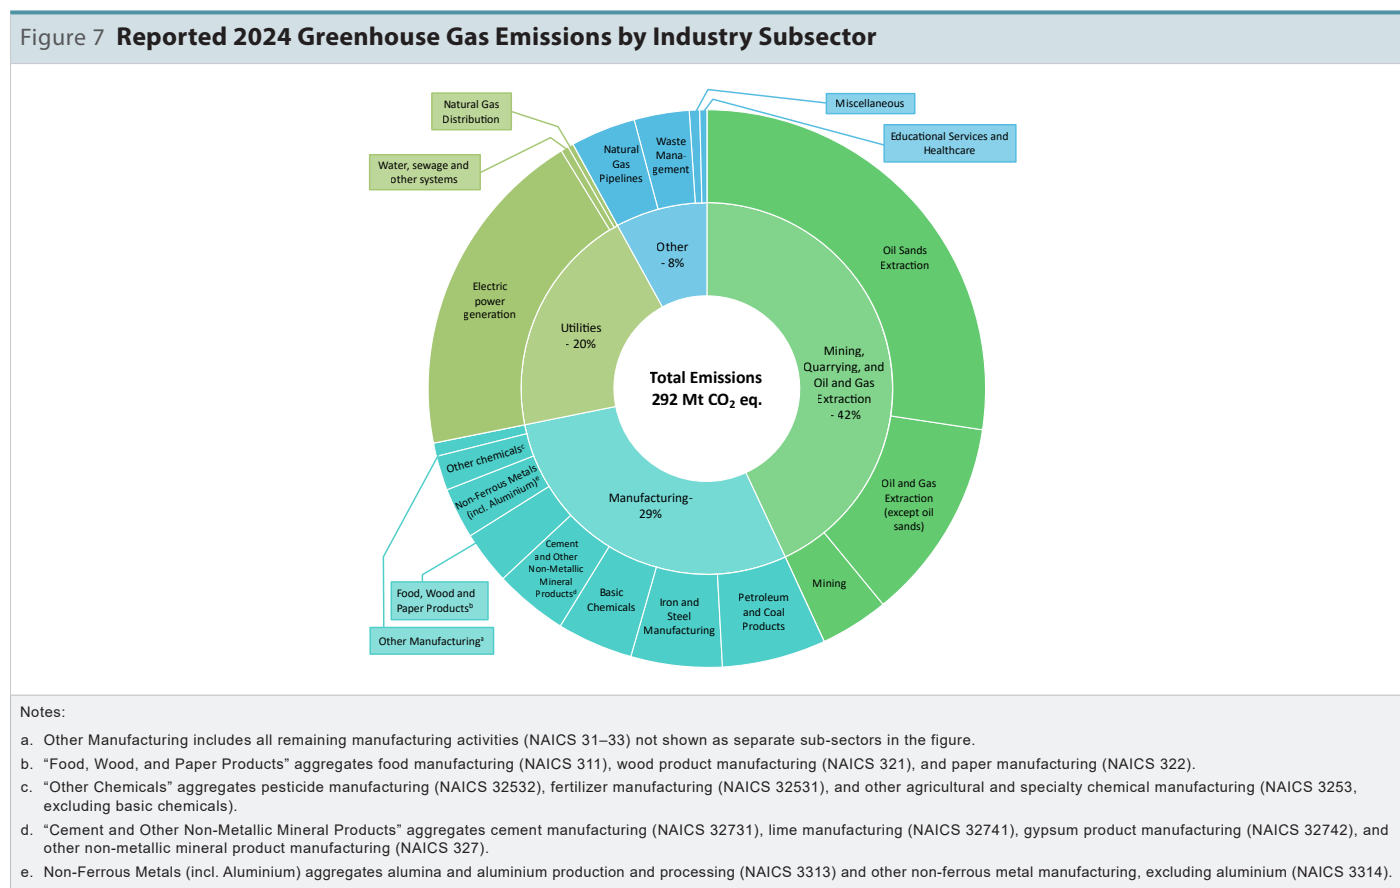 Figure 7 Reported 2024 Greenhouse Gas Emissions by Industry Subsector
Natural Gas
Distribution
Water, sewage and
other systems
Miscellaneous
Educational Services and
Healthcare
Natural
Gas
Pipelines
Waste
Mana-
gement
Other
- 8%
Oil Sands
Extraction
Electric
power
generation
Utilities
- 20%
Mining,
Quarrying, and
Oil and Gas
Extraction
- 42%
Total Emissions
292 Mt CO₂ eq.
Other chemicalsᶜ
Non-Ferrous Metals
(incl. Aluminium)ᵉ
Manufacturing-
29%
Oil and Gas
Extraction
(except oil
sands)
Cement
and Other
Non-Metallic
Mineral
Productsᵈ
Basic
Chemicals
Iron and
Steel
Manufacturing
Petroleum
and Coal
Products
Mining
Food, Wood and
Paper Productsᵇ
Other Manufacturingᵃ
Notes:
a. Other Manufacturing includes all remaining manufacturing activities (NAICS 31–33) not shown as separate sub-sectors in the figure.
b. “Food, Wood, and Paper Products” aggregates food manufacturing (NAICS 311), wood product manufacturing (NAICS 321), and paper manufacturing (NAICS 322).
c. “Other Chemicals” aggregates pesticide manufacturing (NAICS 32532), fertilizer manufacturing (NAICS 32531), and other agricultural and specialty chemical manufacturing (NAICS 3253,
excluding basic chemicals).
d. “Cement and Other Non-Metallic Mineral Products” aggregates cement manufacturing (NAICS 32731), lime manufacturing (NAICS 32741), gypsum product manufacturing (NAICS 32742), and
other non-metallic mineral product manufacturing (NAICS 327).
e. Non-Ferrous Metals (incl. Aluminium) aggregates alumina and aluminium production and processing (NAICS 3313) and other non-ferrous metal manufacturing, excluding aluminium (NAICS 3314).